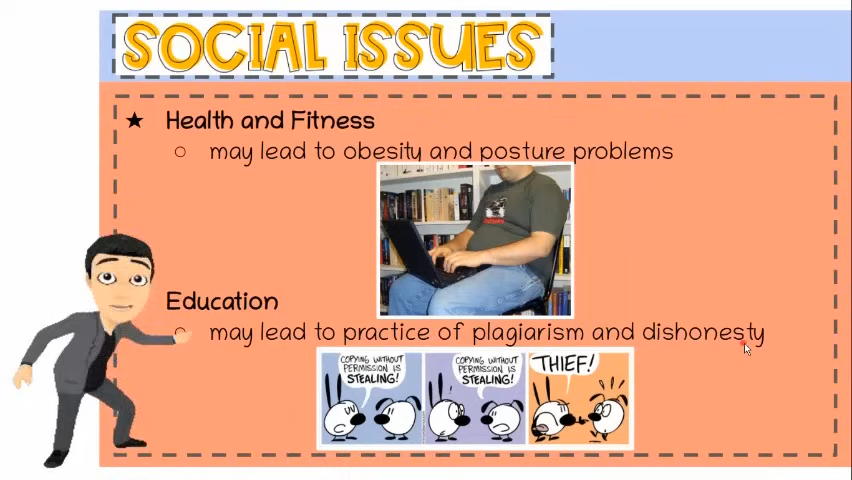 SOCIAL ISSUES
★ Health and Fitness
○ may lead to obesity and posture problems
Education
○ may lead to practice of plagiarism and dishonesty
COPYING WITHOUT
PERMISSION IS
STEALING!
COPYING WITHOUT
PERMISSION IS
STEALING!
THIEF!